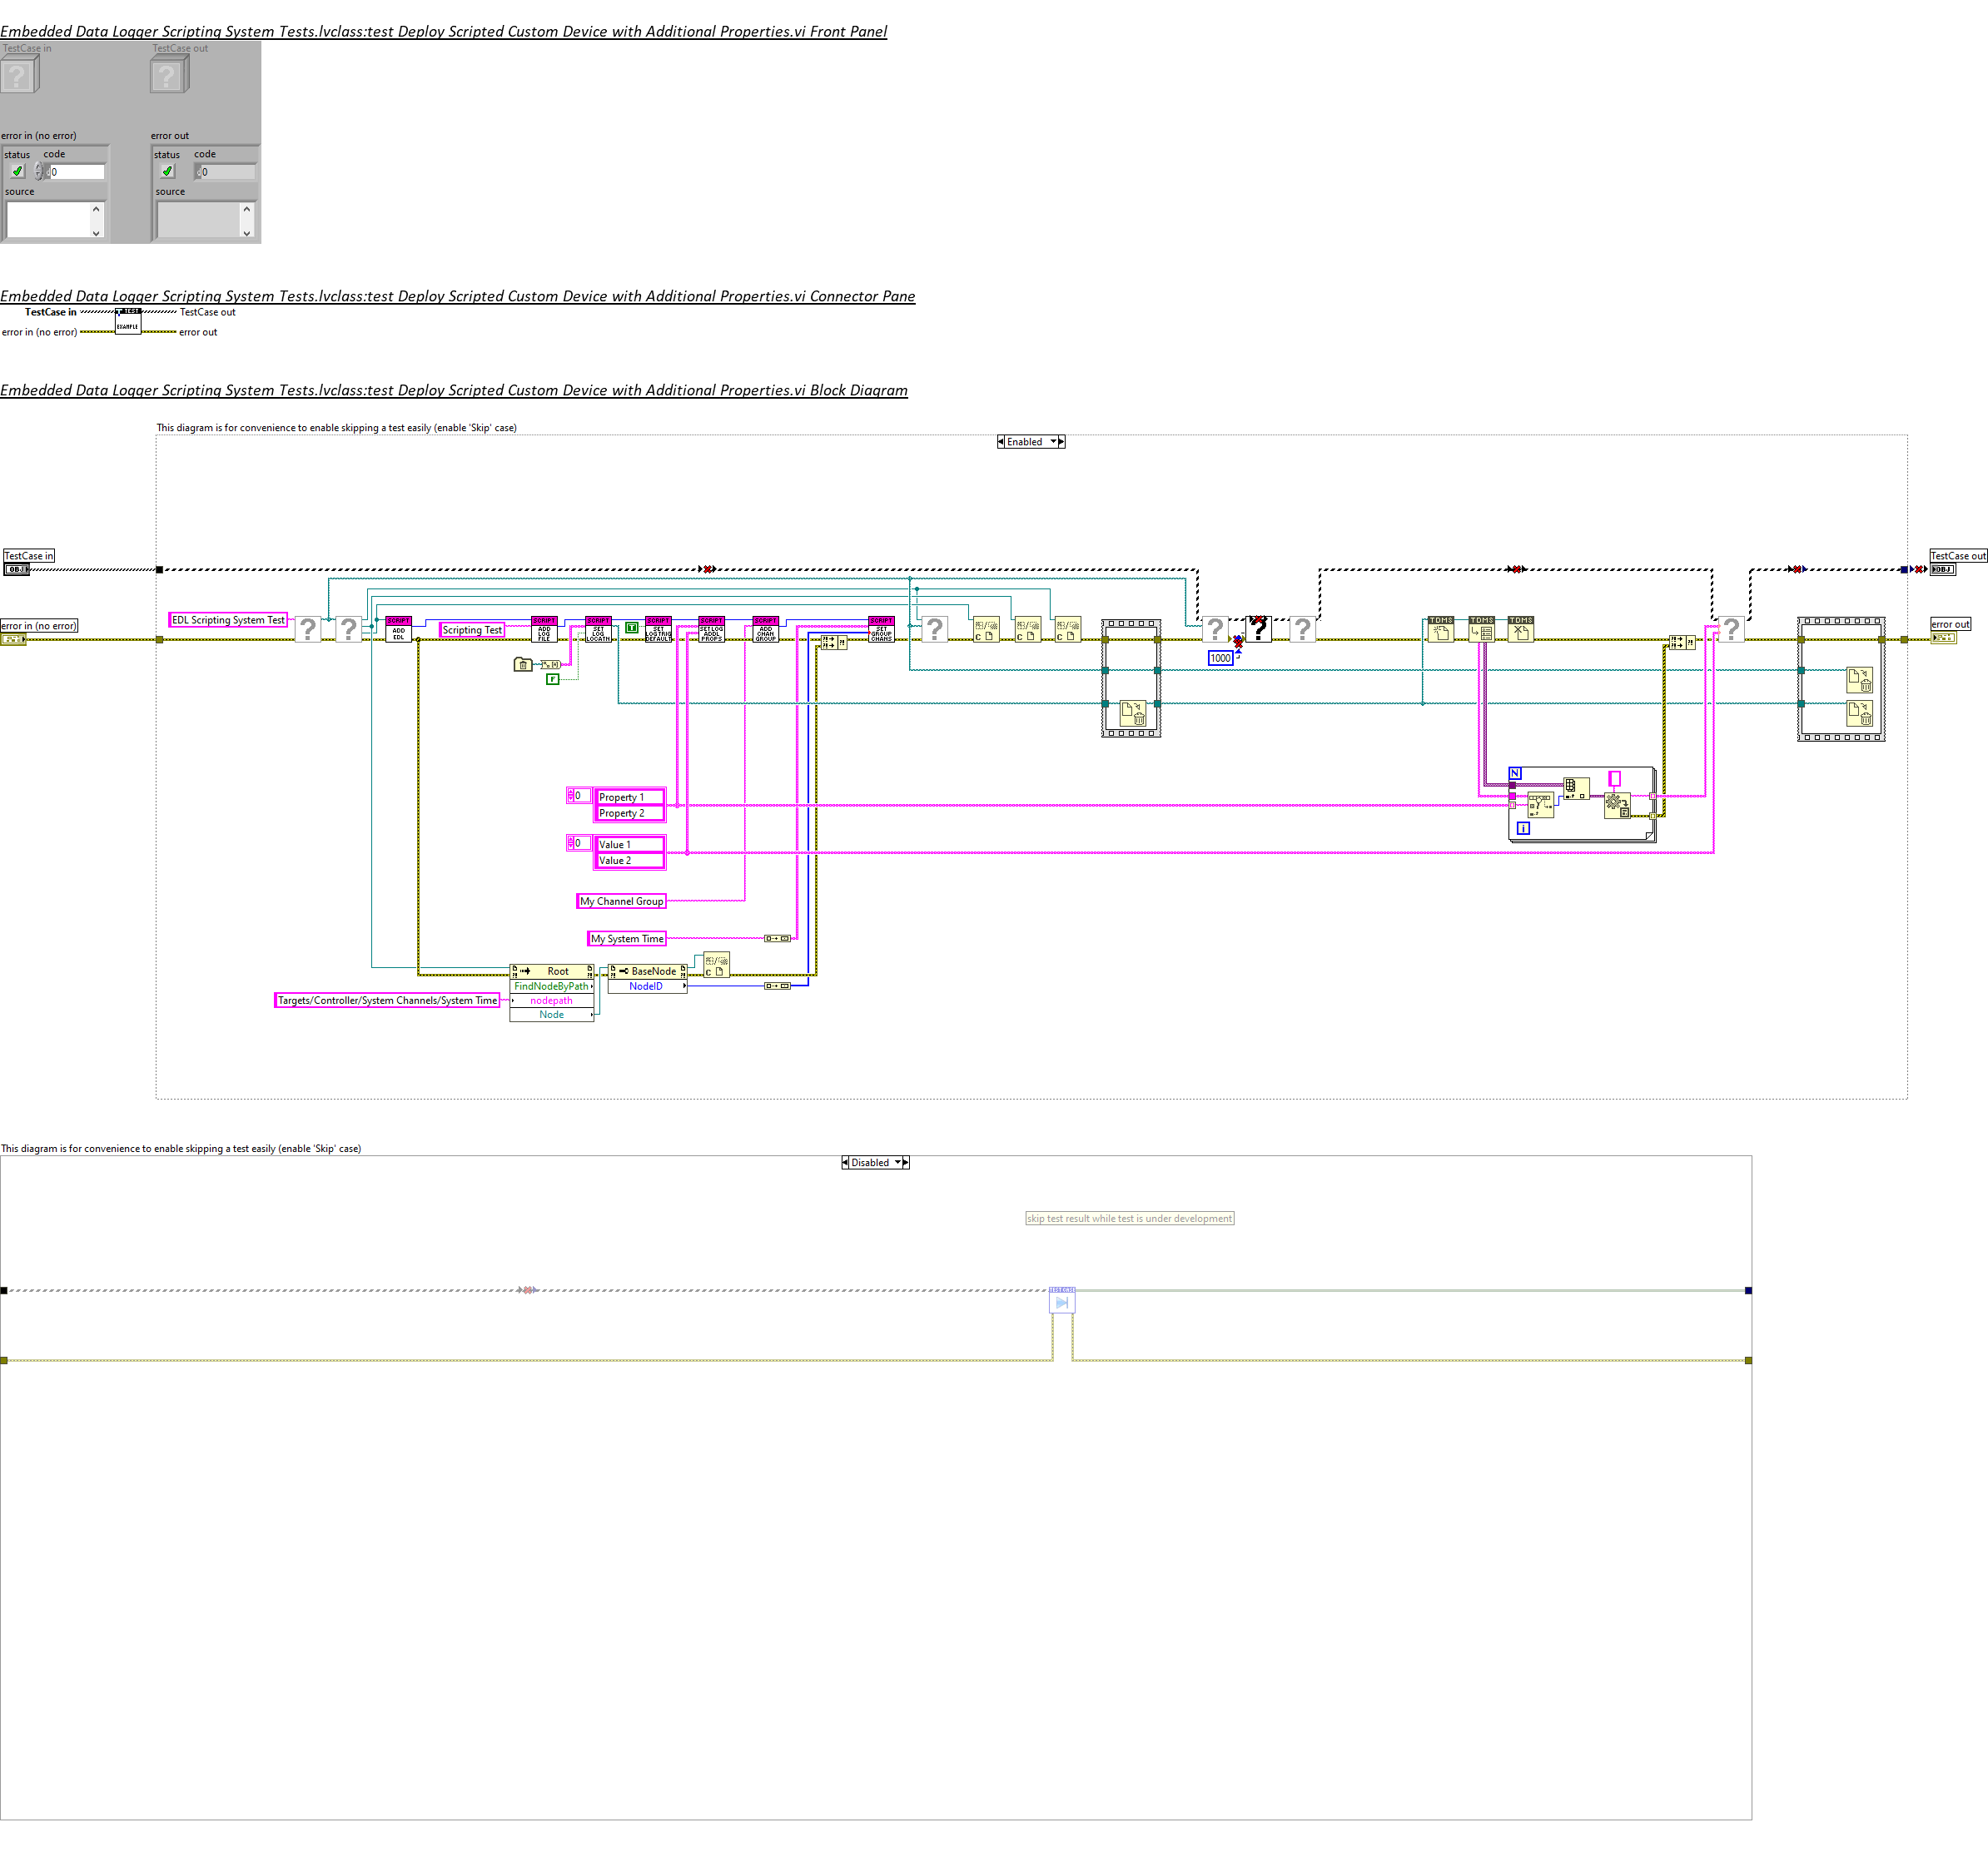 Embedded Data Logger Scripting System Tests.lvclass:test Deploy Scripted Custom Device with Additional Properties.vi Front Panel
TestCase in
TestCase out
error in (no error)
error out
status code
status code
0
0
source
source
Embedded Data Logger Scripting System Tests.lvclass:test Deploy Scripted Custom Device with Additional Properties.vi Connector Pane
TestCase in
TestCase out
TEST
EXAMPLE
error in (no error)
error out
Embedded Data Logger Scripting System Tests.lvclass:test Deploy Scripted Custom Device with Additional Properties.vi Block Diagram
This diagram is for convenience to enable skipping a test easily (enable 'Skip' case)
Enabled
TestCase in
OBJ
TestCase out
OBJ
error in (no error)
error out
EDL Scripting System Test
SCRIPT
ADD
EDL
Scripting Test
SCRIPT
ADD
LOG
FILE
SCRIPT
SET
LOG
LOCATN
T
SCRIPT
SET
LOGTRIG
DEFAULT
SCRIPT
SET LOG
ADDL
PROPS
SCRIPT
ADD
CHAN
GROUP
SCRIPT
SET
GROUP
CHANS
F
1000
TDMS
TDMS
TDMS
0
Property 1
Property 2
0
Value 1
Value 2
N
i
My Channel Group
My System Time
Root
FindNodeByPath
nodepath
Node
BaseNode
NodeID
Targets/Controller/System Channels/System Time
This diagram is for convenience to enable skipping a test easily (enable 'Skip' case)
Disabled
skip test result while test is under development